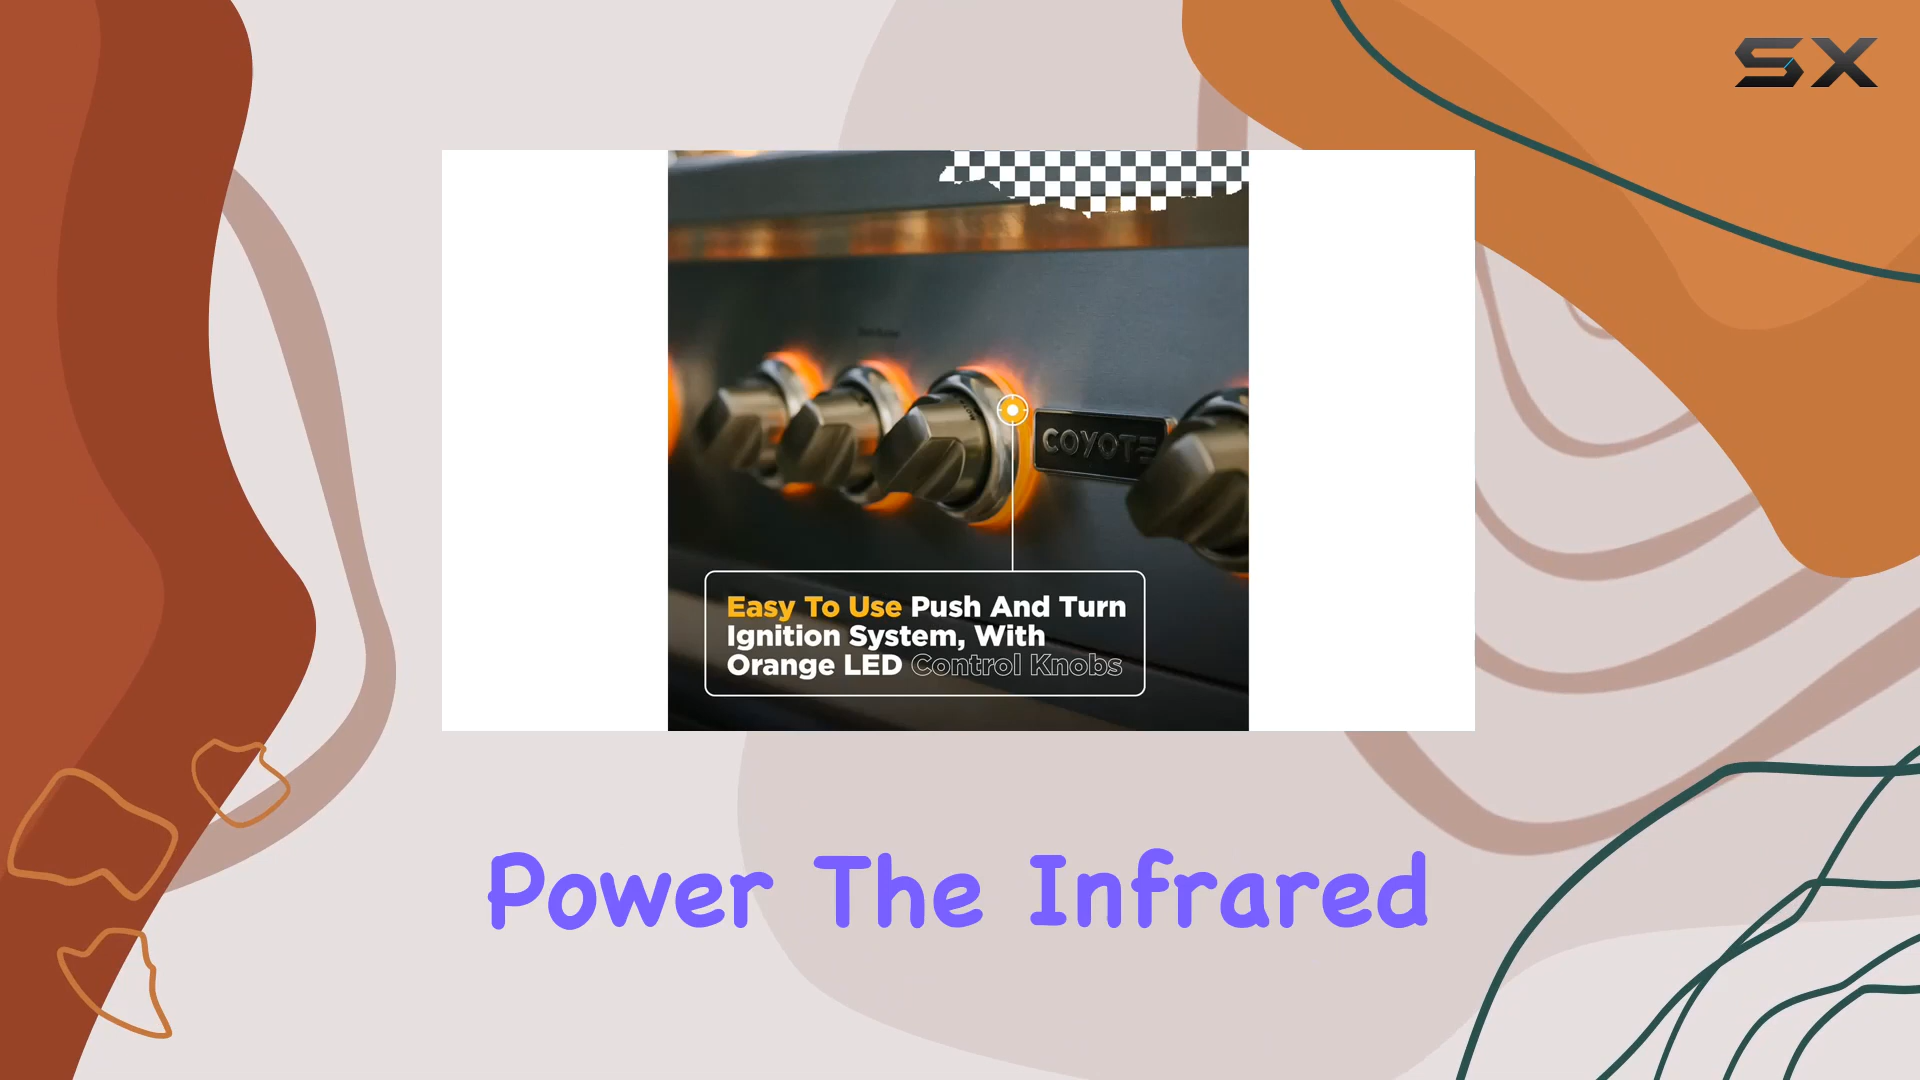 SX
COYOTE
Easy To Use Push And Turn
Ignition System, With
Orange LED Control Knobs
Power The Infrared